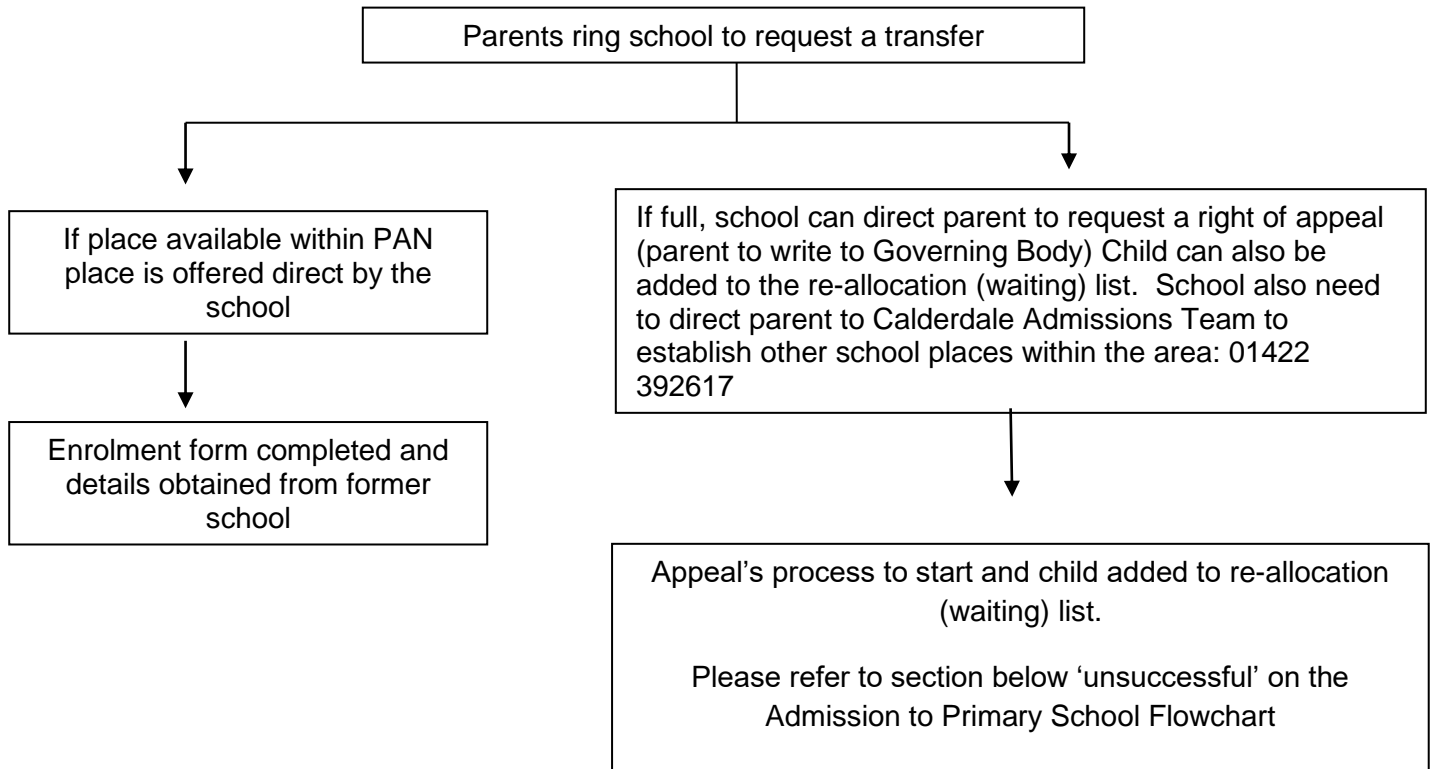 Parents ring school to request a transfer
If place available within PAN
place is offered direct by the
school
If full, school can direct parent to request a right of appeal
(parent to write to Governing Body) Child can also be
added to the re-allocation (waiting) list.  School also need
to direct parent to Calderdale Admissions Team to
establish other school places within the area: 01422
392617
Enrolment form completed and
details obtained from former
school
Appeal’s process to start and child added to re-allocation
(waiting) list.
Please refer to section below ‘unsuccessful’ on the
Admission to Primary School Flowchart